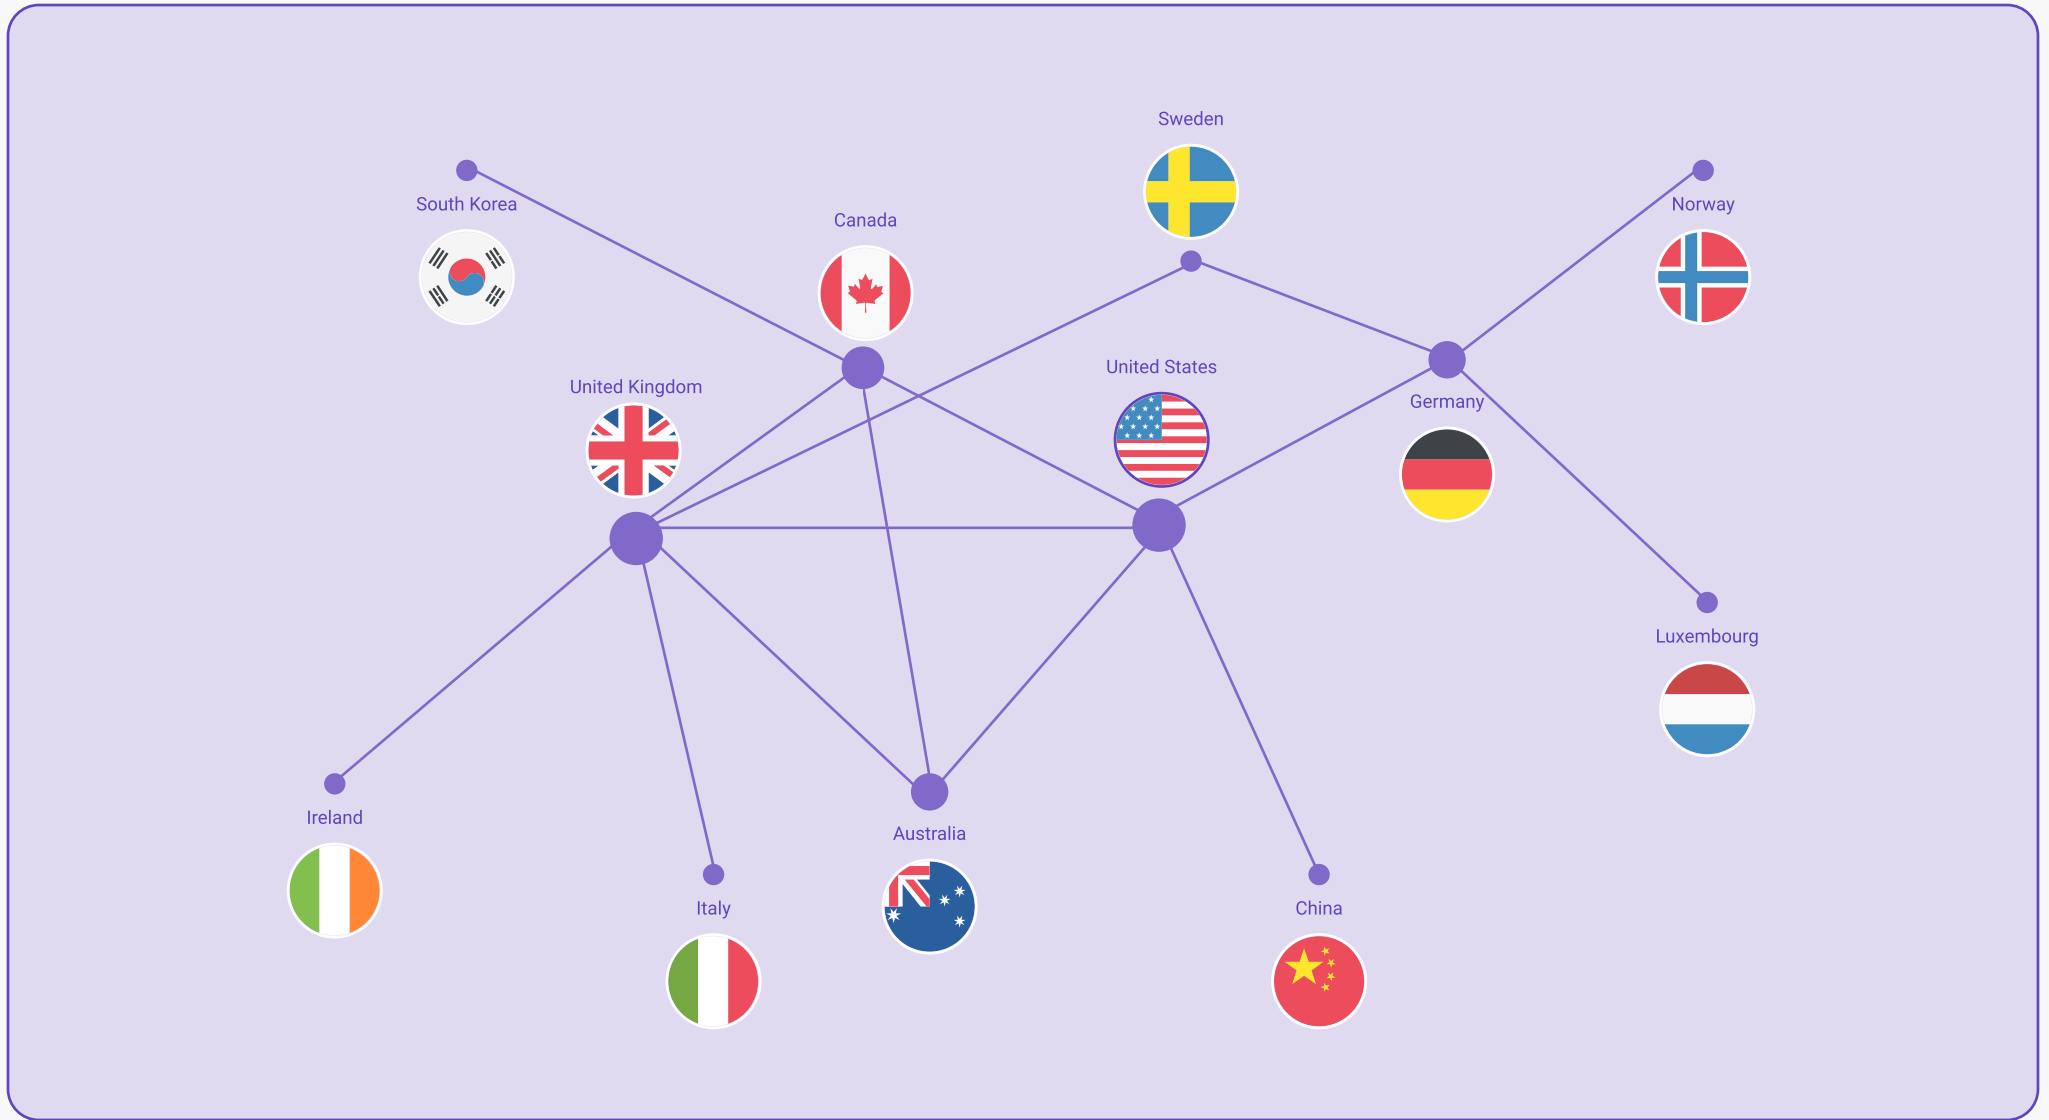 Sweden
South Korea
Norway
Canada
United States
United Kingdom
Germany
Luxembourg
Ireland
Australia
Italy
China